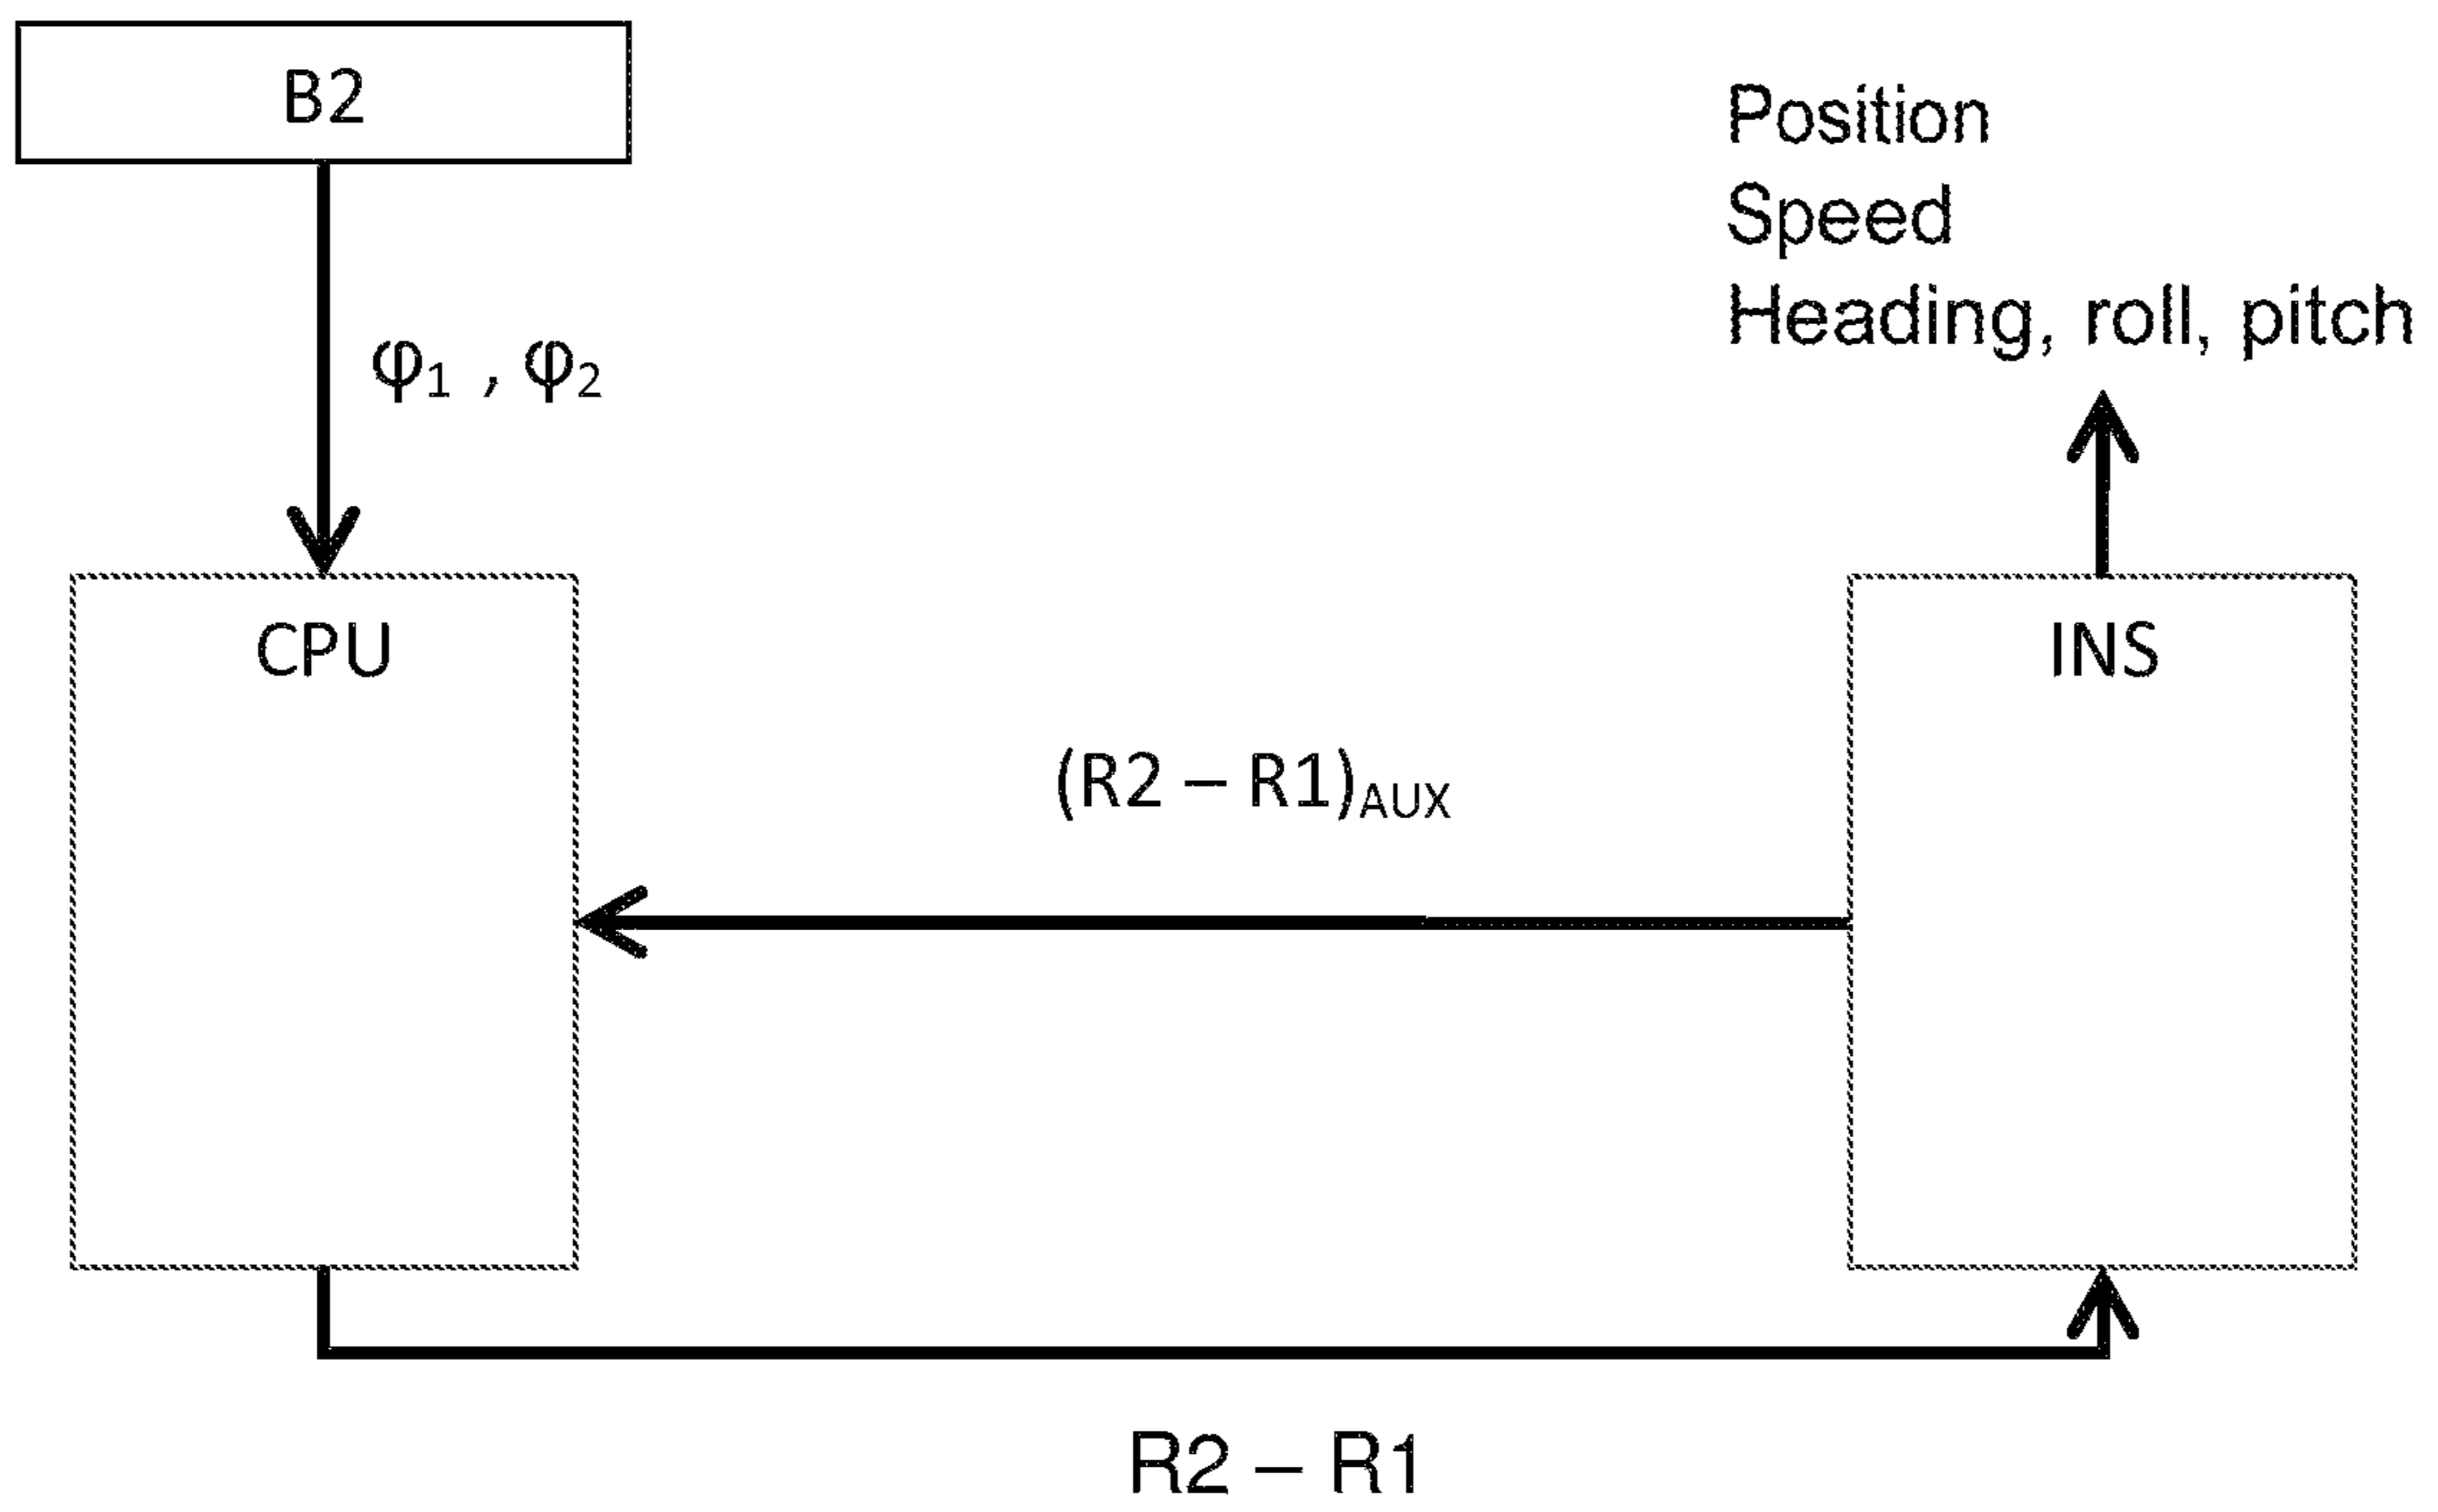 B2
Position
Speed
Heading, roll, pitch
φ₁ , φ₂
CPU
INS
(R2 – R1)AUX
R2 – R1